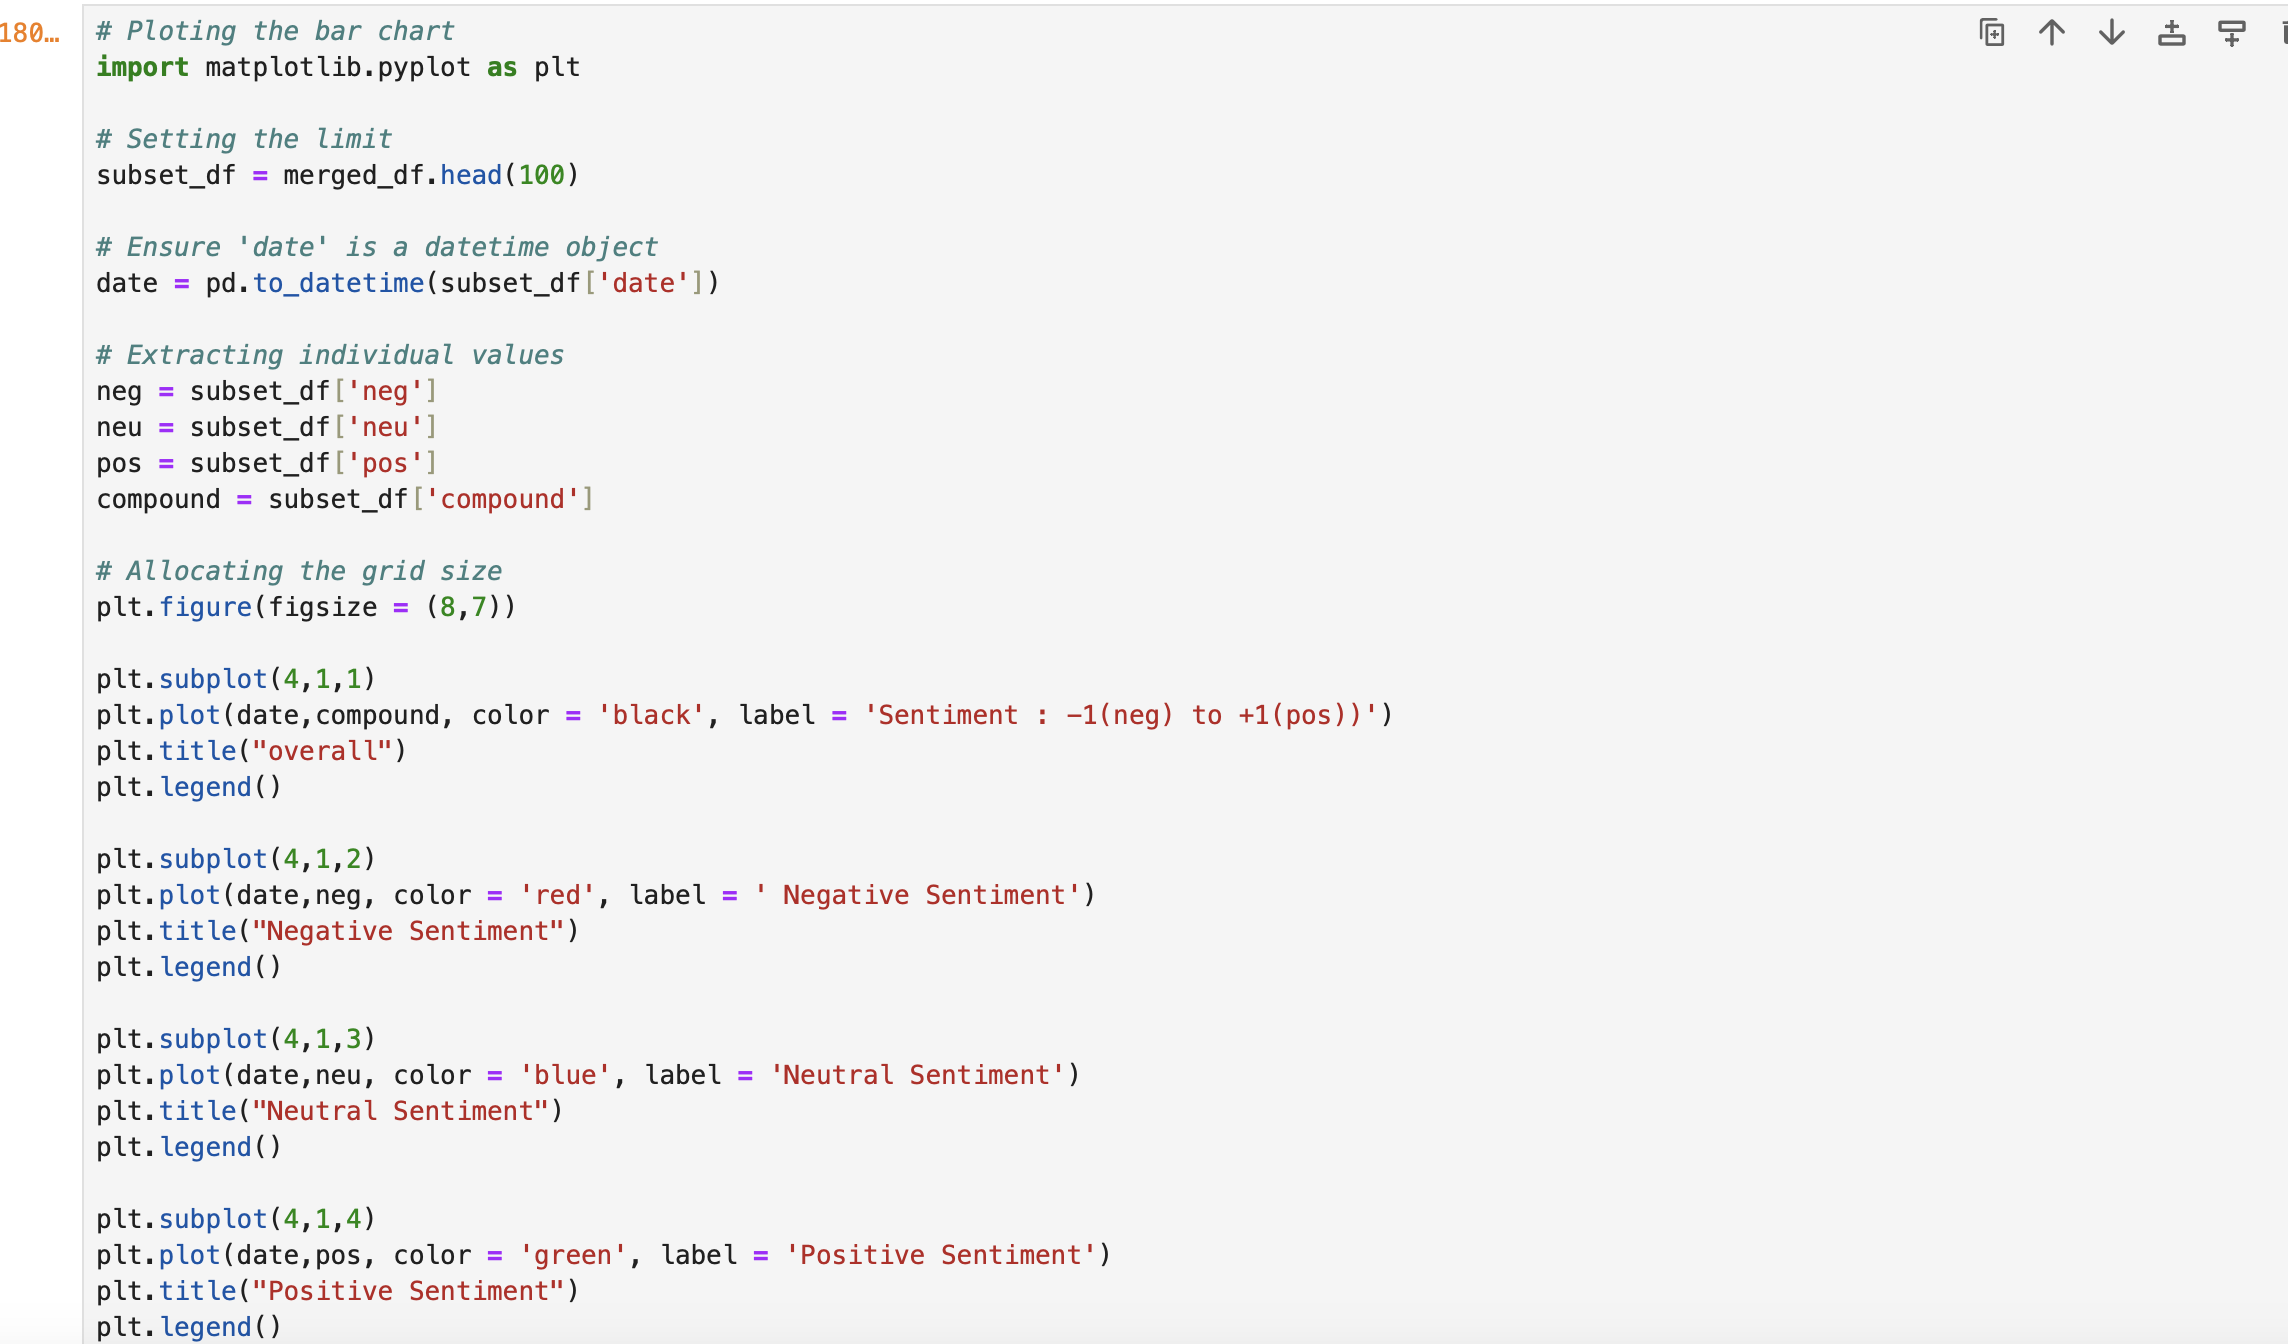 180…
# Ploting the bar chart
import matplotlib.pyplot as plt
# Setting the limit
subset_df = merged_df.head(100)
# Ensure 'date' is a datetime object
date = pd.to_datetime(subset_df['date'])
# Extracting individual values
neg = subset_df['neg']
neu = subset_df['neu']
pos = subset_df['pos']
compound = subset_df['compound']
# Allocating the grid size
plt.figure(figsize = (8,7))
plt.subplot(4,1,1)
plt.plot(date,compound, color = 'black', label = 'Sentiment : -1(neg) to +1(pos))')
plt.title("overall")
plt.legend()
plt.subplot(4,1,2)
plt.plot(date,neg, color = 'red', label = ' Negative Sentiment')
plt.title("Negative Sentiment")
plt.legend()
plt.subplot(4,1,3)
plt.plot(date,neu, color = 'blue', label = 'Neutral Sentiment')
plt.title("Neutral Sentiment")
plt.legend()
plt.subplot(4,1,4)
plt.plot(date,pos, color = 'green', label = 'Positive Sentiment')
plt.title("Positive Sentiment")
plt.legend()